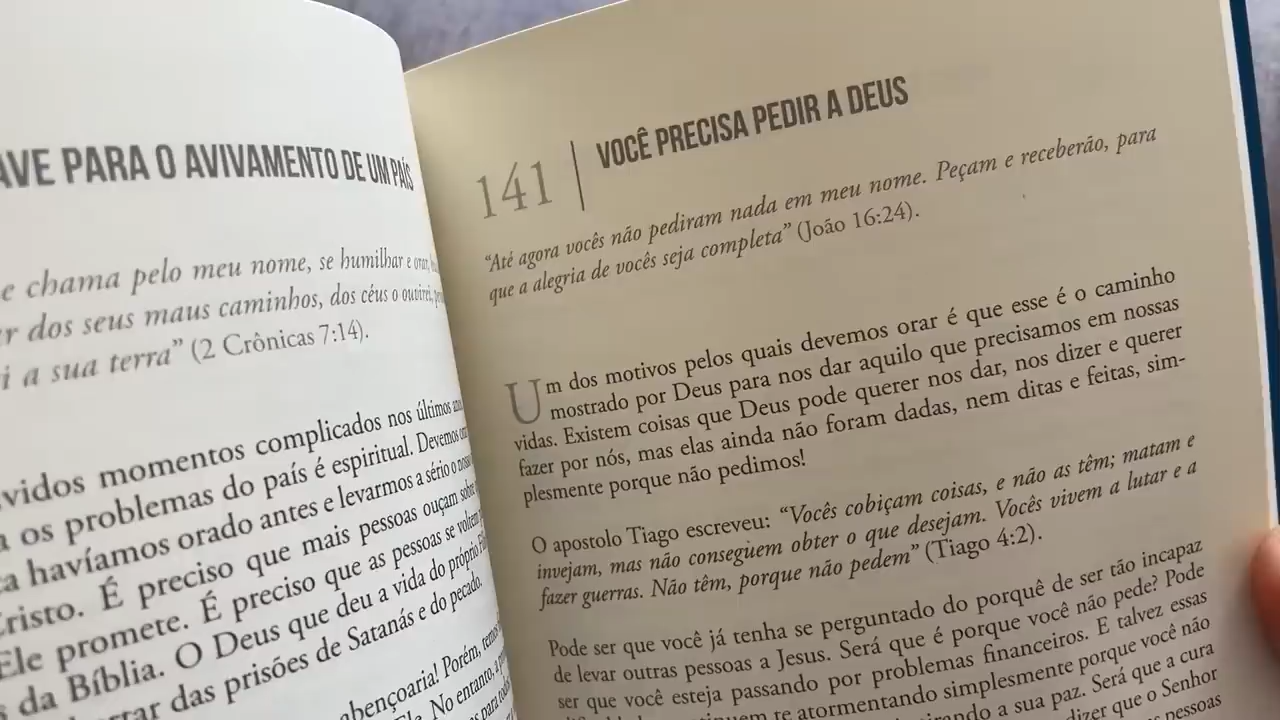 AVE PARA O AVIVAMENTO DE UM PAÍS
e chama pelo meu nome, se humilhar e orar,
er dos seus maus caminhos, dos céus o ouvirei,
i a sua terra” (2 Crônicas 7:14).
vidos momentos complicados nos últimos
a os problemas do país é espiritual. Devemos
ca havíamos orado antes e levarmos a sério o nosso
Cristo. É preciso que mais pessoas ouçam sobre
Ele promete. É preciso que as pessoas se voltem
s da Bíblia. O Deus que deu a vida do próprio
das prisões de Satanás e do pecado.
abençoaria! Porém,
No entanto, a
para
141
VOCÊ PRECISA PEDIR A DEUS
“Até agora vocês não pediram nada em meu nome. Peçam e receberão, para
que a alegria de vocês seja completa” (João 16:24).
Um dos motivos pelos quais devemos orar é que esse é o caminho
mostrado por Deus para nos dar aquilo que precisamos em nossas
vidas. Existem coisas que Deus pode querer nos dar, nos dizer e querer
fazer por nós, mas elas ainda não foram dadas, nem ditas e feitas, sim-
plesmente porque não pedimos!
O apostolo Tiago escreveu: “Vocês cobiçam coisas, e não as têm; matam e
invejam, mas não conseguem obter o que desejam. Vocês vivem a lutar e a
fazer guerras. Não têm, porque não pedem” (Tiago 4:2).
Pode ser que você já tenha se perguntado do porquê de ser tão incapaz
de levar outras pessoas a Jesus. Será que é porque você não pede? Pode
ser que você esteja passando por problemas financeiros. E talvez essas
te atormentando simplesmente porque você não
a sua paz. Será que a cura
dizer que o Senhor
pessoas